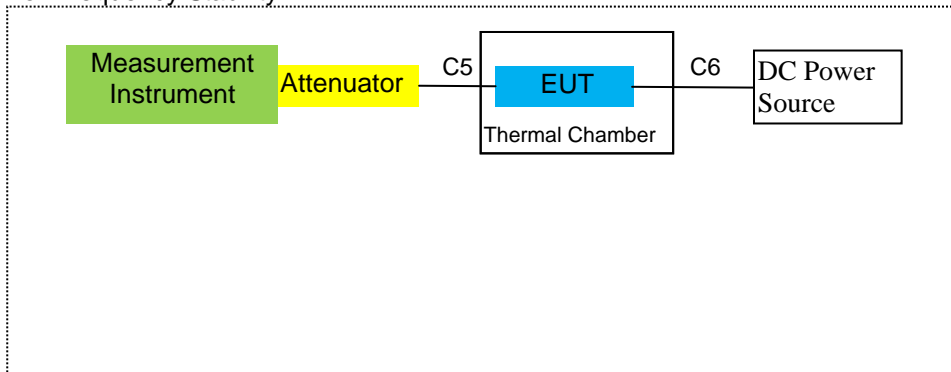 Measurement
Instrument
Attenuator
C5
EUT
Thermal Chamber
C6
DC Power
Source